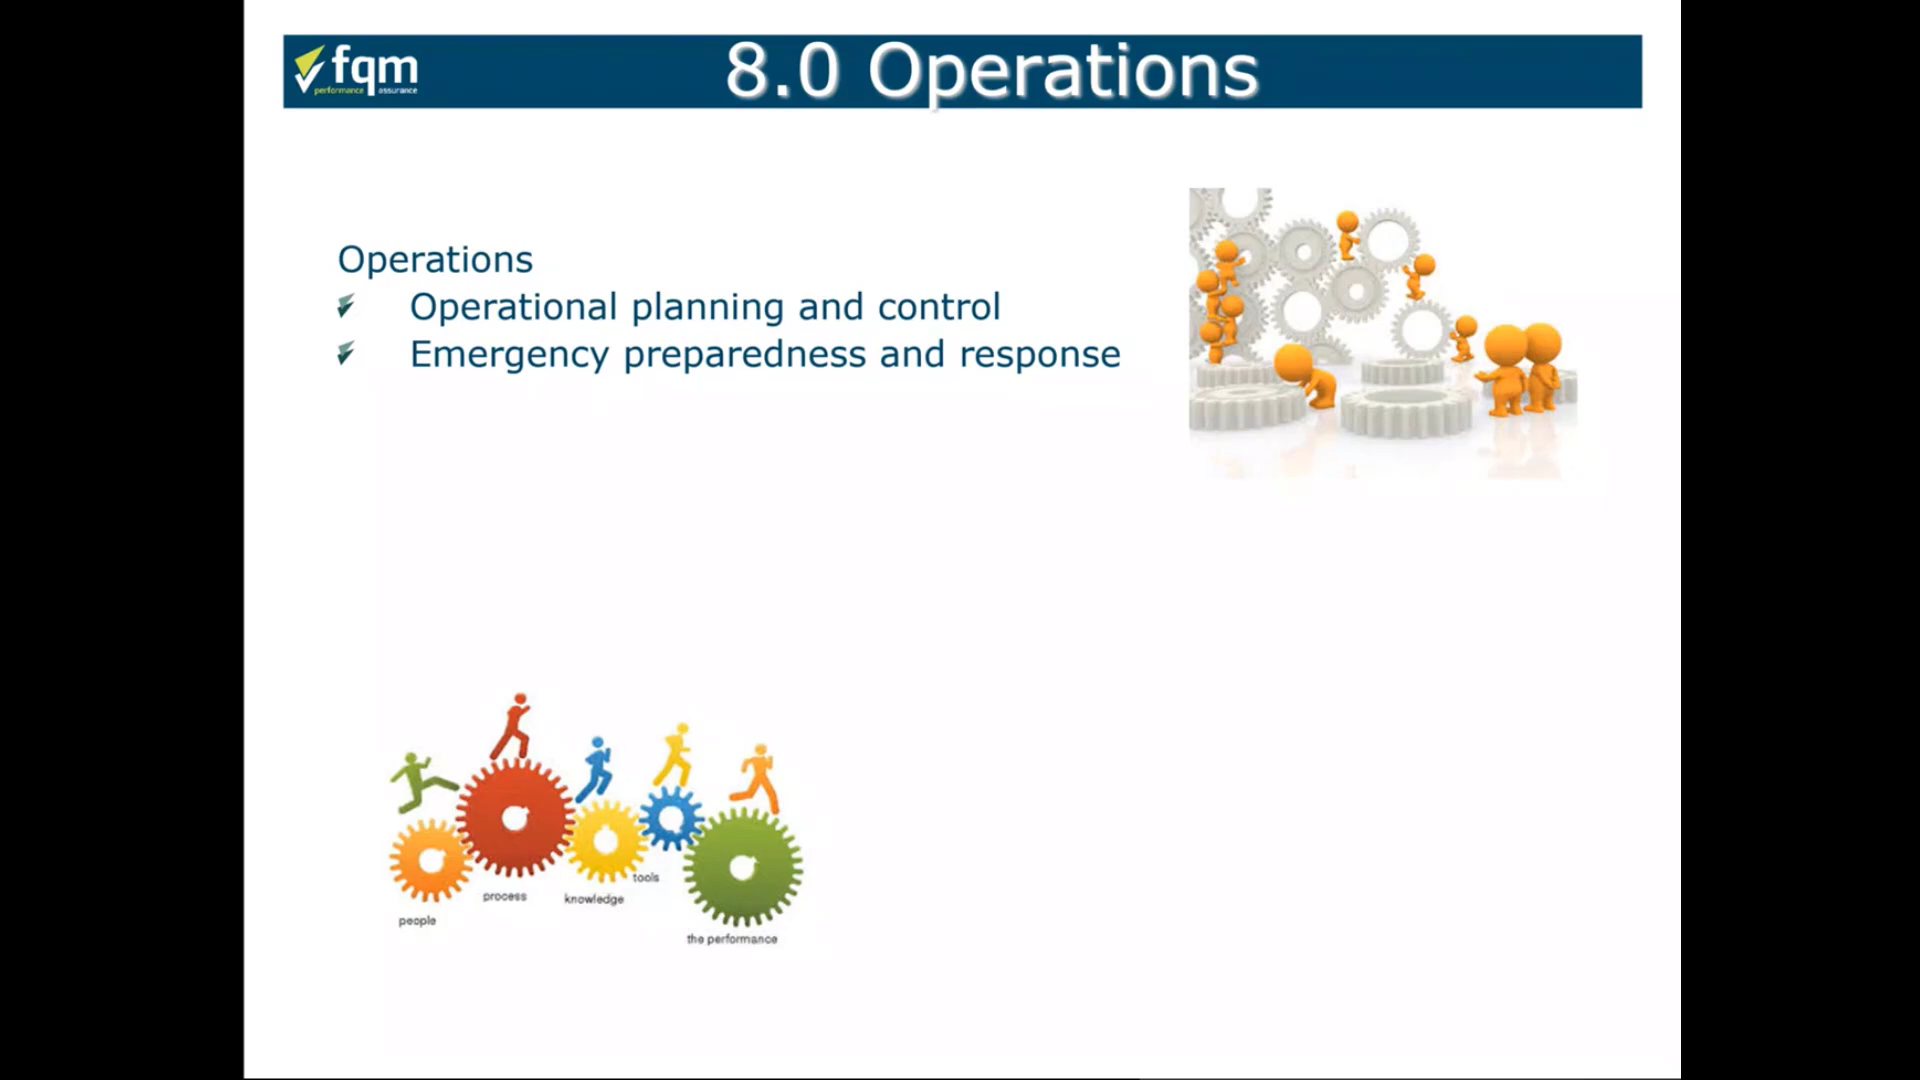 fqm
performance assurance
8.0 Operations
Operations
Operational planning and control
Emergency preparedness and response
people
process
knowledge
tools
the performance